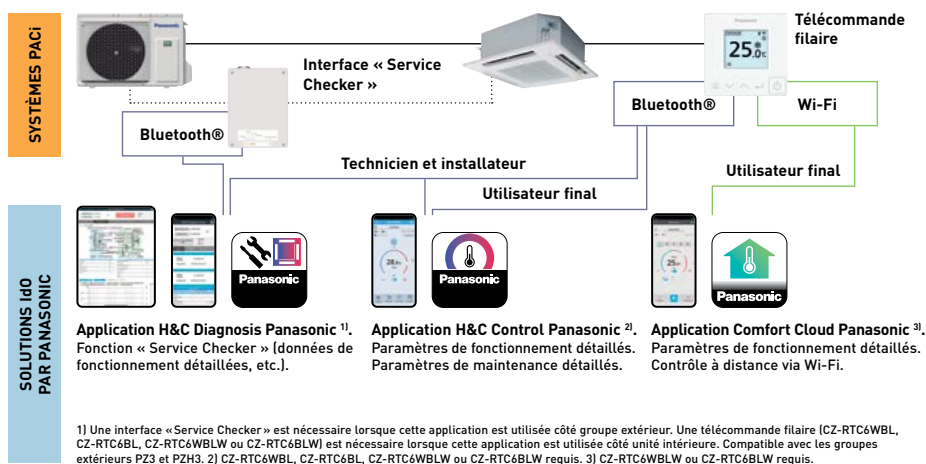 SYSTÈMES PACi
Panasonic
Interface « Service
Checker »
Bluetooth®
Panasonic
25.0c
Télécommande
filaire
Bluetooth®
Wi-Fi
Technicien et installateur
Utilisateur final
Utilisateur final
SOLUTIONS IdO
PAR PANASONIC
Panasonic
28.0
Panasonic
25.0
Panasonic
Application H&C Diagnosis Panasonic 1).
Fonction « Service Checker » (données de
fonctionnement détaillées, etc.).
Application H&C Control Panasonic 2).
Paramètres de fonctionnement détaillés.
Paramètres de maintenance détaillés.
Application Comfort Cloud Panasonic 3).
Paramètres de fonctionnement détaillés.
Contrôle à distance via Wi-Fi.
1) Une interface « Service Checker » est nécessaire lorsque cette application est utilisée côté groupe extérieur. Une télécommande filaire (CZ-RTC6WBL,
CZ-RTC6BL, CZ-RTC6WBLW ou CZ-RTC6BLW) est nécessaire lorsque cette application est utilisée côté unité intérieure. Compatible avec les groupes
extérieurs PZ3 et PZH3. 2) CZ-RTC6WBL, CZ-RTC6BL, CZ-RTC6WBLW ou CZ-RTC6BLW requis. 3) CZ-RTC6WBLW ou CZ-RTC6BLW requis.